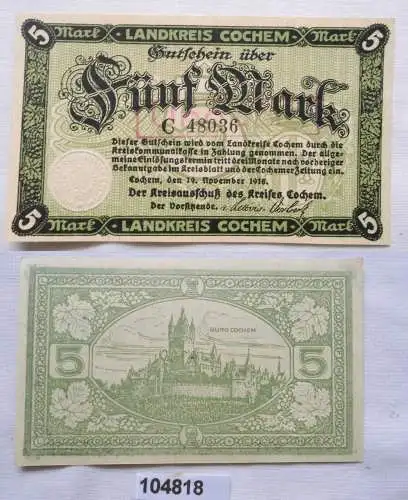 5 Mark · LANDKREIS COCHEM · Mark 5
Gutschein über
Fünf Mark
C 48036
Dieser Gutschein wird vom Landkreise Cochem durch die
Kreiskommunalkasse in Zahlung genommen. Der allge-
meine Einlösungstermin tritt drei Monate nach vorheriger
Bekanntgabe im Kreisblatt und der Cochemer Zeitung ein.
Cochem, den 19. November 1918.
Der Kreisausschuß des Kreises Cochem.
Der Vorsitzende.
5 Mark · LANDKREIS COCHEM · Mark 5
BURG COCHEM
5 5
104818